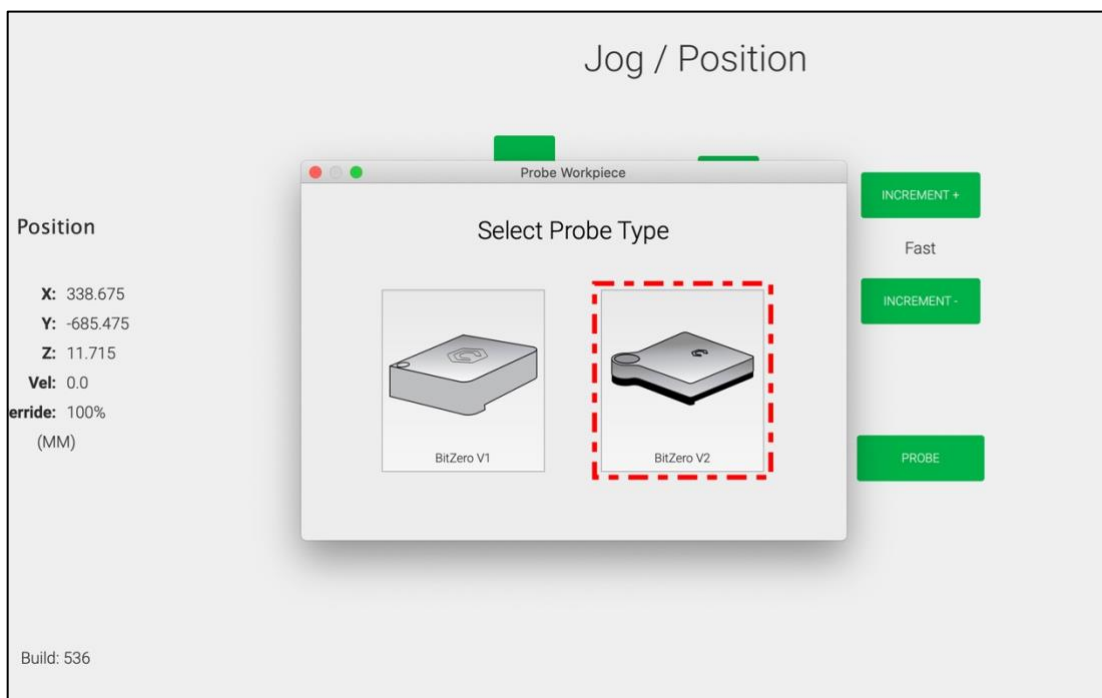 Jog / Position
Probe Workpiece
Select Probe Type
BitZero V1
BitZero V2
Position
X: 338.675
Y: -685.475
Z: 11.715
Vel: 0.0
erride: 100%
(MM)
INCREMENT +
Fast
INCREMENT -
PROBE
Build: 536